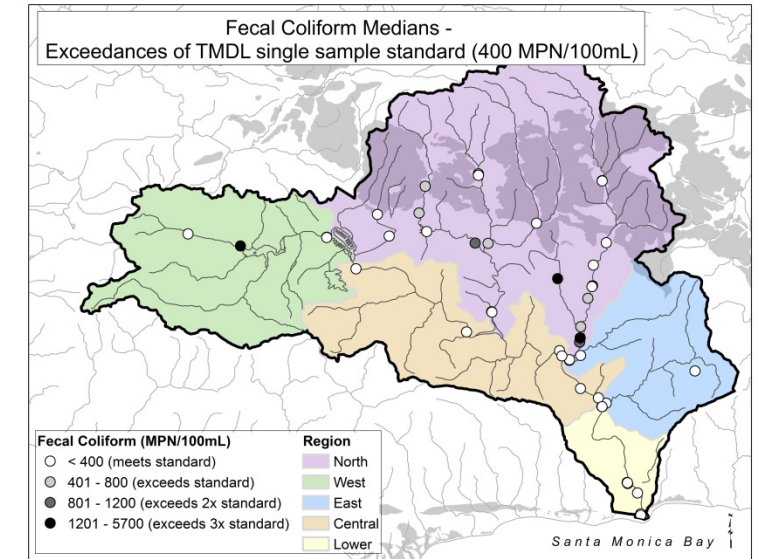 Fecal Coliform Medians -
Exceedances of TMDL single sample standard (400 MPN/100mL)
Fecal Coliform (MPN/100mL)
< 400 (meets standard)
401 - 800 (exceeds standard)
801 - 1200 (exceeds 2x standard)
1201 - 5700 (exceeds 3x standard)
Region
North
West
East
Central
Lower
Santa Monica Bay